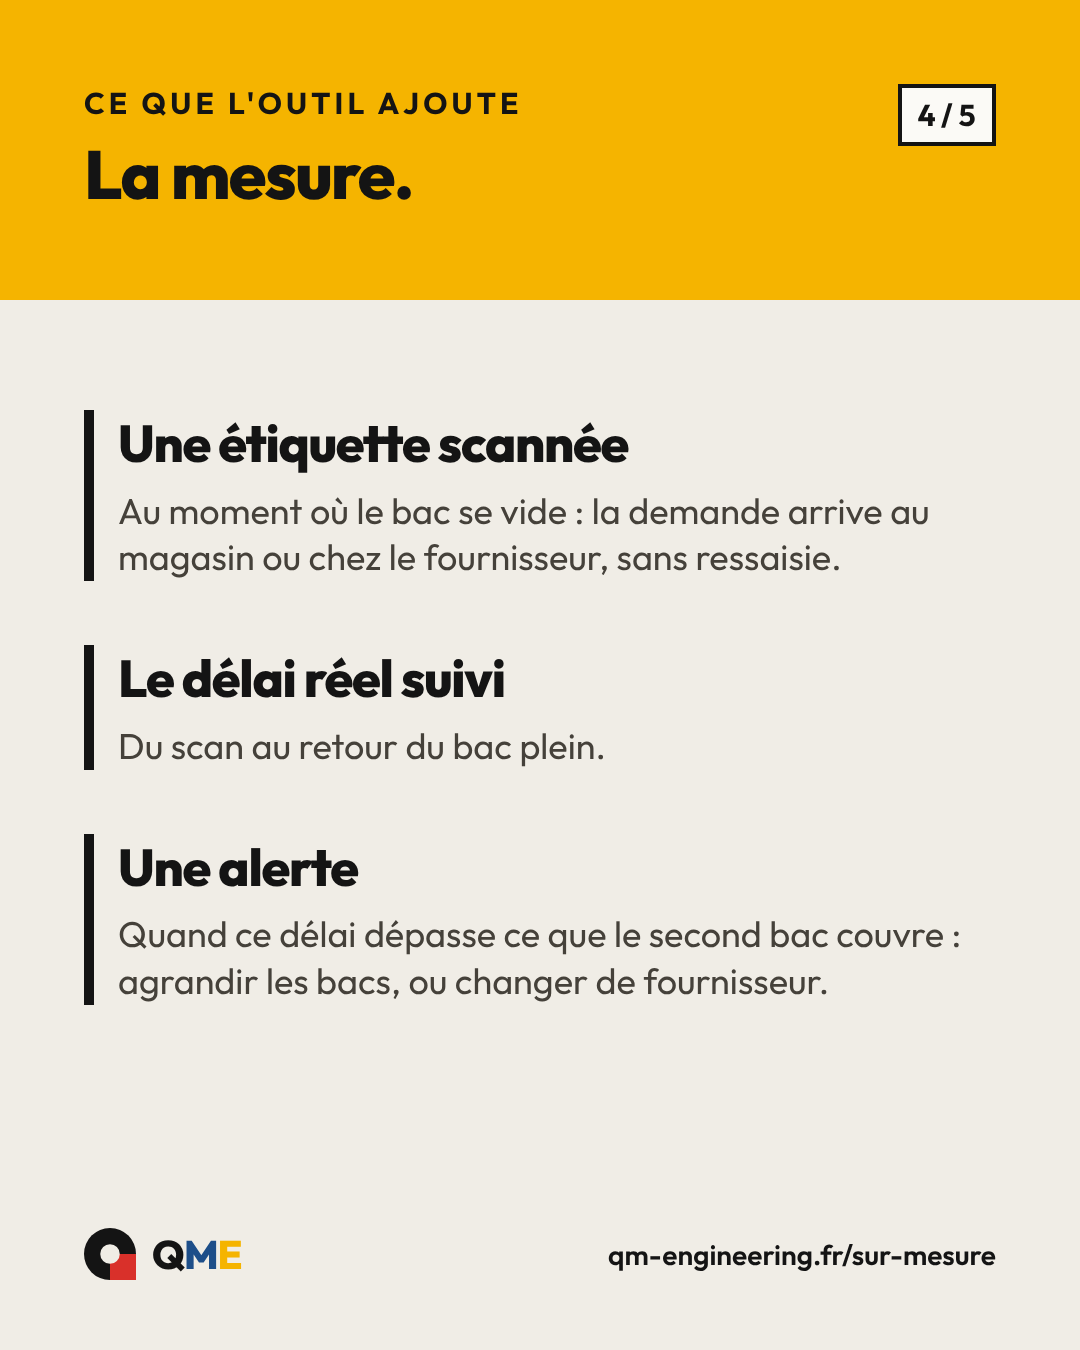 CE QUE L'OUTIL AJOUTE
4 / 5
La mesure.
Une étiquette scannée
Au moment où le bac se vide : la demande arrive au
magasin ou chez le fournisseur, sans ressaisie.
Le délai réel suivi
Du scan au retour du bac plein.
Une alerte
Quand ce délai dépasse ce que le second bac couvre :
agrandir les bacs, ou changer de fournisseur.
QME
qm-engineering.fr/sur-mesure